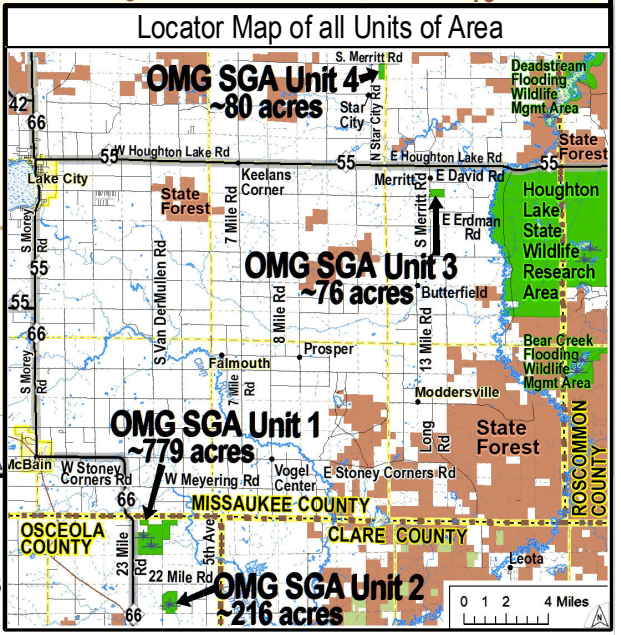 Locator Map of all Units of Area
S. Merritt Rd
OMG SGA Unit 4
~80 acres
Star
City
N Star City Rd
Deadstream
Flooding
Wildlife
Mgmt Area
State
Forest
42
66
55
W Houghton Lake Rd
55
E Houghton Lake Rd
55
Lake City
Keelans
Corner
Merritt
E David Rd
State
Forest
7 Mile Rd
S Merritt Rd
E Erdman
Rd
Houghton
Lake
State
Wildlife
Research
Area
S Morey
Rd
55
OMG SGA Unit 3
~76 acres
Butterfield
S Van DerMullen Rd
8 Mile Rd
13 Mile Rd
55
66
Prosper
Falmouth
Clam
Bear Creek
Flooding
Wildlife
Mgmt Area
S Morey
Rd
7 Mile
Rd
Moddersville
OMG SGA Unit 1
~779 acres
Long
Rd
State
Forest
ROSCOMMON
COUNTY
McBain
W Stoney
Corners Rd
W Meyering Rd
Vogel
Center
E Stoney Corners Rd
66
MISSAUKEE COUNTY
OSCEOLA
COUNTY
CLARE COUNTY
23 Mile
Rd
5th Ave
22 Mile Rd
Leota
OMG SGA Unit 2
~216 acres
66
0 1 2 4 Miles
N